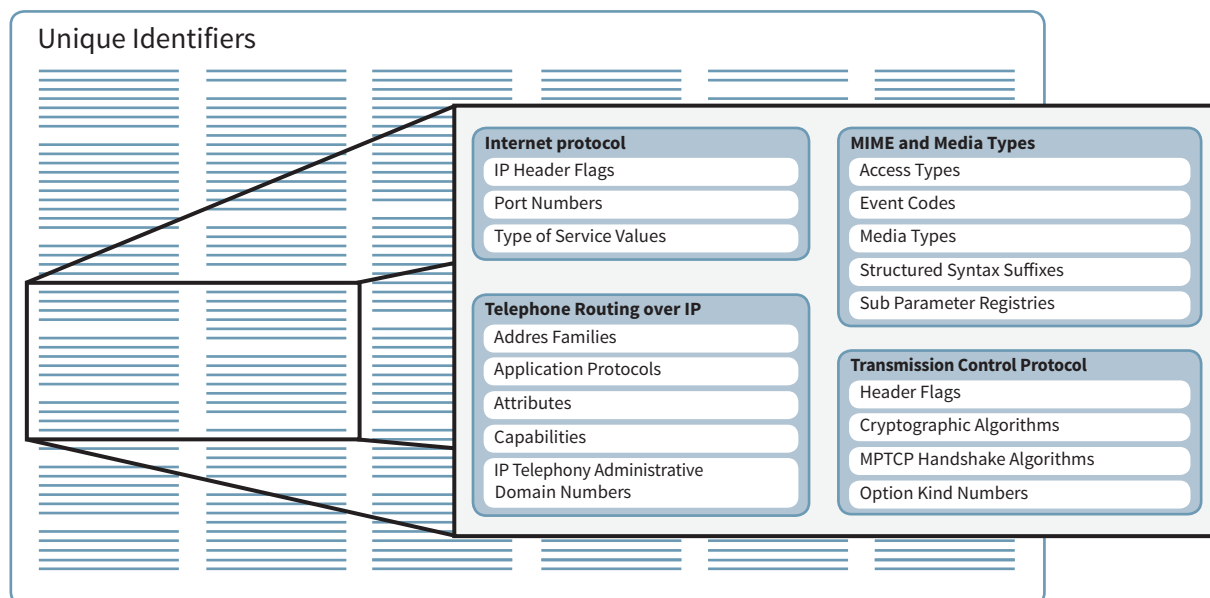 Unique Identifiers
Internet protocol
IP Header Flags
Port Numbers
Type of Service Values
Telephone Routing over IP
Addres Families
Application Protocols
Attributes
Capabilities
IP Telephony Administrative
Domain Numbers
MIME and Media Types
Access Types
Event Codes
Media Types
Structured Syntax Suffixes
Sub Parameter Registries
Transmission Control Protocol
Header Flags
Cryptographic Algorithms
MPTCP Handshake Algorithms
Option Kind Numbers